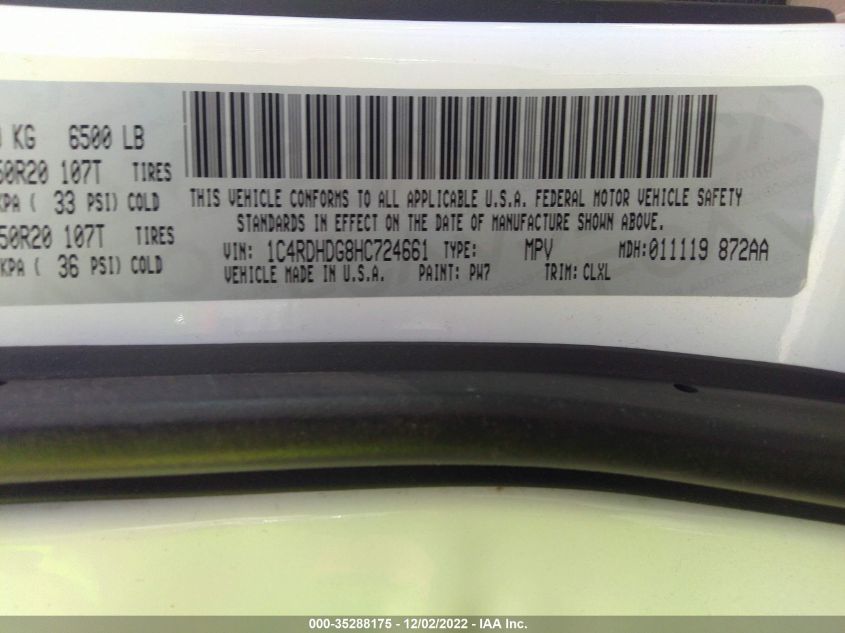 KG 6500 LB
50R20 107T TIRES
KPA ( 33 PSI) COLD
50R20 107T TIRES
KPA ( 36 PSI) COLD
THIS VEHICLE CONFORMS TO ALL APPLICABLE U.S.A. FEDERAL MOTOR VEHICLE SAFETY
STANDARDS IN EFFECT ON THE DATE OF MANUFACTURE SHOWN ABOVE.
VIN: 1C4RDHDG8HC724661 TYPE: MPV MDH:011119 872AA
VEHICLE MADE IN U.S.A. PAINT: PW7 TRIM: CLXL
000-35288175 - 12/02/2022 - IAA Inc.